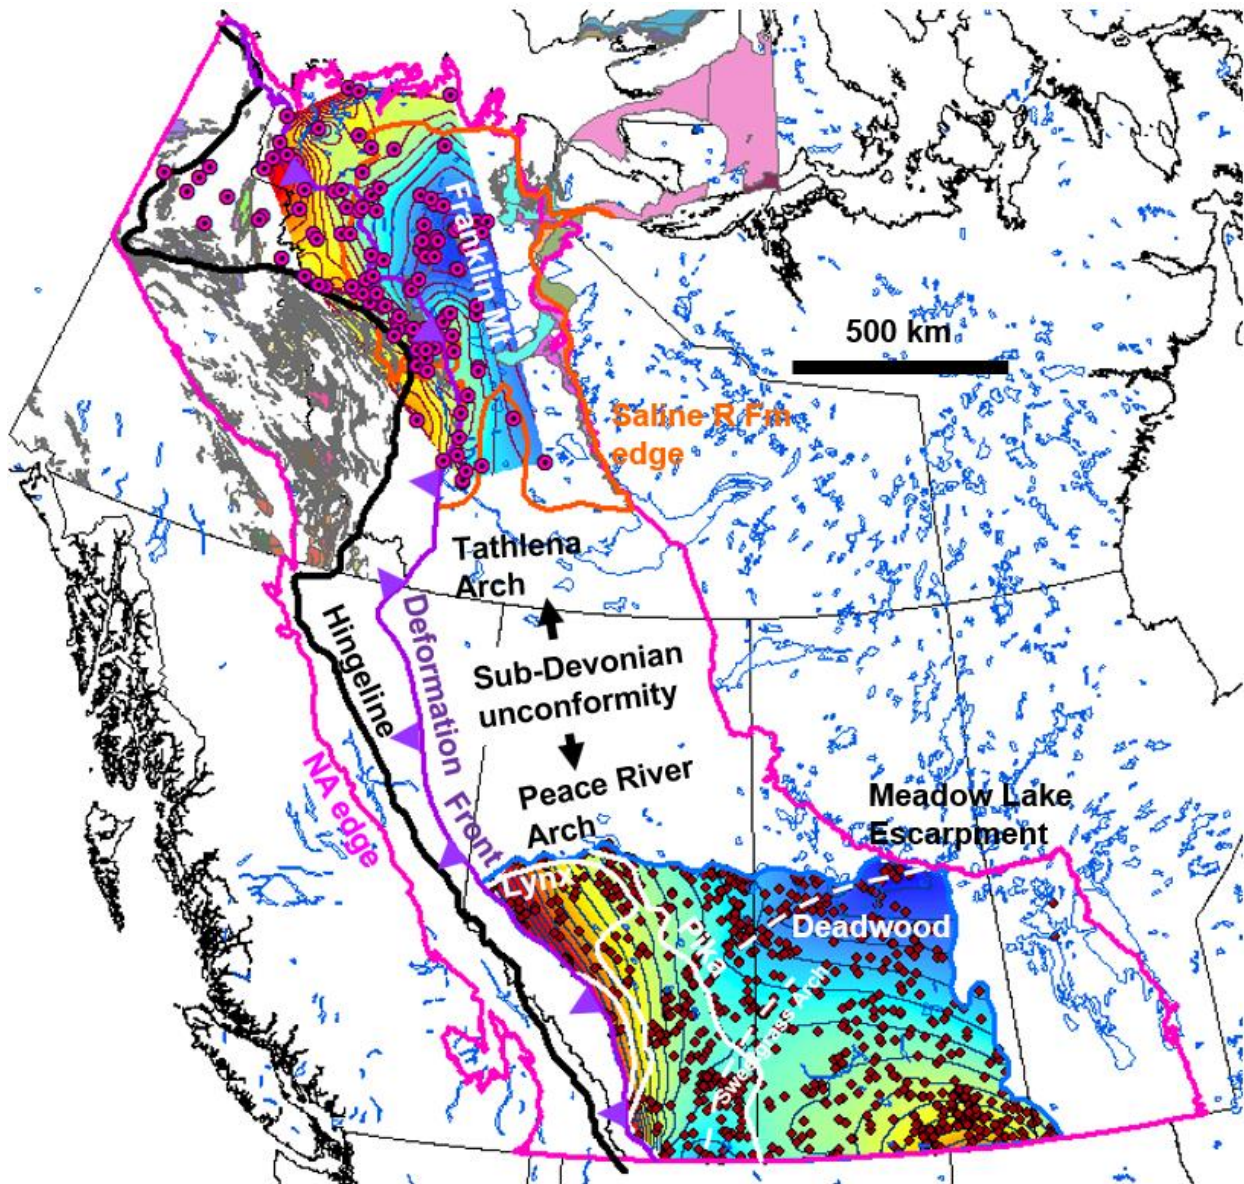 Franklin Mt
500 km
Saline R Fm
edge
Tathlena
Arch
Hingeline
Deformation Front
Sub-Devonian
unconformity
NA edge
Peace River
Arch
Meadow Lake
Escarpment
Lynx
Pika
Deadwood
Sweetgrass Arch